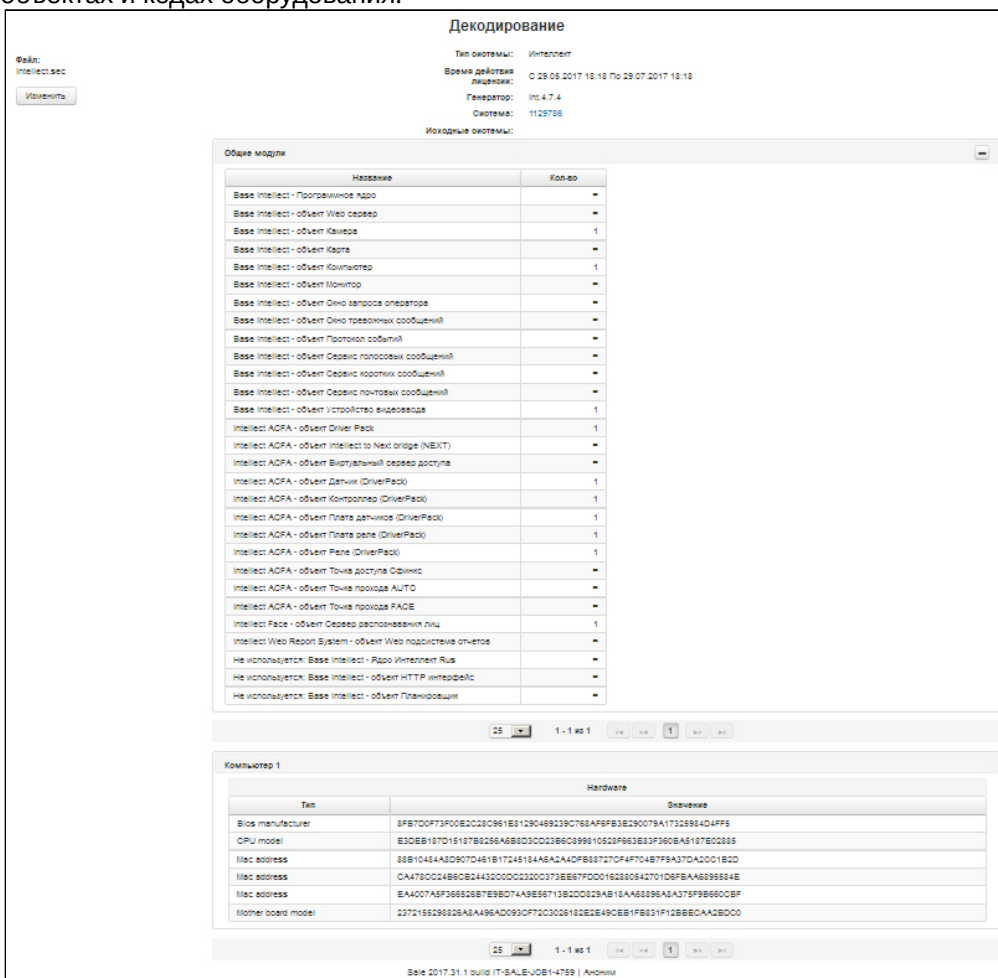 объектах и кодах оборудования.
Декодирование
Файл:
intellect.sec
Изменить
Тип системы: Интеллект
Время действия лицензии: С 29.05.2017 18:18 По 29.07.2017 18:18
Генератор: Int.4.7.4
Система: 1129786
Исходные системы:
Общие модули
Название Кол-во
Base Intellect - Программное ядро -
Base Intellect - объект Web сервер -
Base Intellect - объект Камера 1
Base Intellect - объект Карта -
Base Intellect - объект Компьютер 1
Base Intellect - объект Монитор -
Base Intellect - объект Окно запроса оператора -
Base Intellect - объект Окно тревожных сообщений -
Base Intellect - объект Протокол событий -
Base Intellect - объект Сервис голосовых сообщений -
Base Intellect - объект Сервис коротких сообщений -
Base Intellect - объект Сервис почтовых сообщений -
Base Intellect - объект Устройство видеоввода 1
Intellect ACFA - объект Driver Pack 1
Intellect ACFA - объект Intellect to Next bridge (NEXT) -
Intellect ACFA - объект Виртуальный сервер доступа -
Intellect ACFA - объект Датчик (DriverPack) 1
Intellect ACFA - объект Контроллер (DriverPack) 1
Intellect ACFA - объект Плата датчиков (DriverPack) 1
Intellect ACFA - объект Плата реле (DriverPack) 1
Intellect ACFA - объект Реле (DriverPack) 1
Intellect ACFA - объект Точка доступа Сфинкс -
Intellect ACFA - объект Точка прохода AUTO -
Intellect ACFA - объект Точка прохода FACE -
Intellect Face - объект Сервер распознавания лиц 1
Intellect Web Report System - объект Web подсистема отчетов -
Не используется: Base Intellect - Ядро Интеллект Rus -
Не используется: Base Intellect - объект HTTP интерфейс -
Не используется: Base Intellect - объект Планировщик -
25 1 - 1 из 1 1
Компьютер 1
Hardware
Тип Значение
Bios manufacturer
CPU model
Mac address
Mac address
Mac address
Mother board model
25 1 - 1 из 1 1
Sale 2017.31.1 build IT-SALE-JOB1-4759 | Аноним